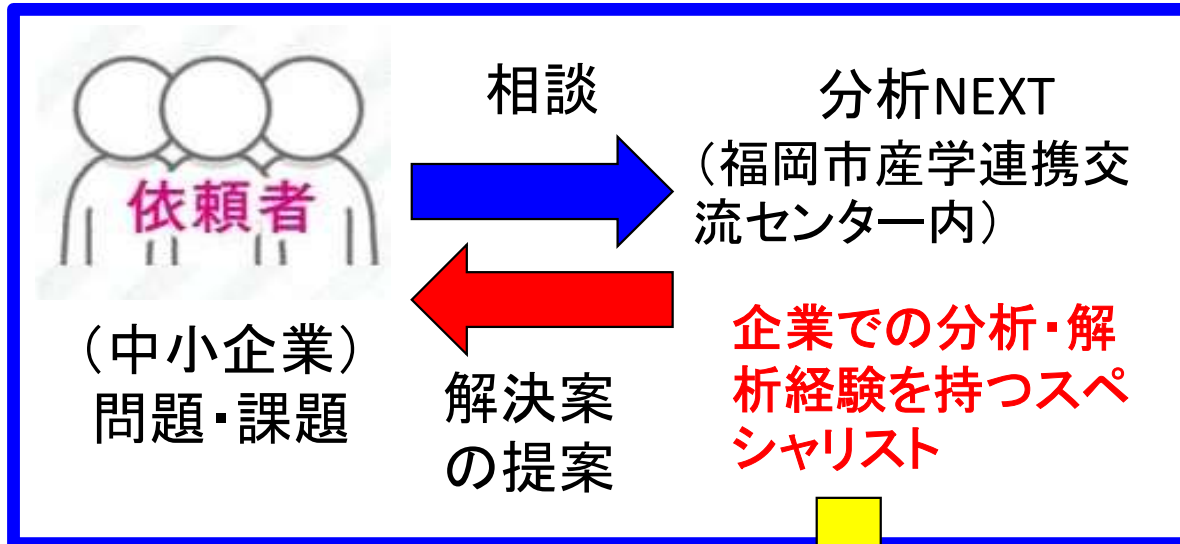 相談
分析NEXT
（福岡市産学連携交
流センター内）
依頼者
（中小企業）
問題・課題
解決案
の提案
企業での分析・解
析経験を持つスペ
シャリスト